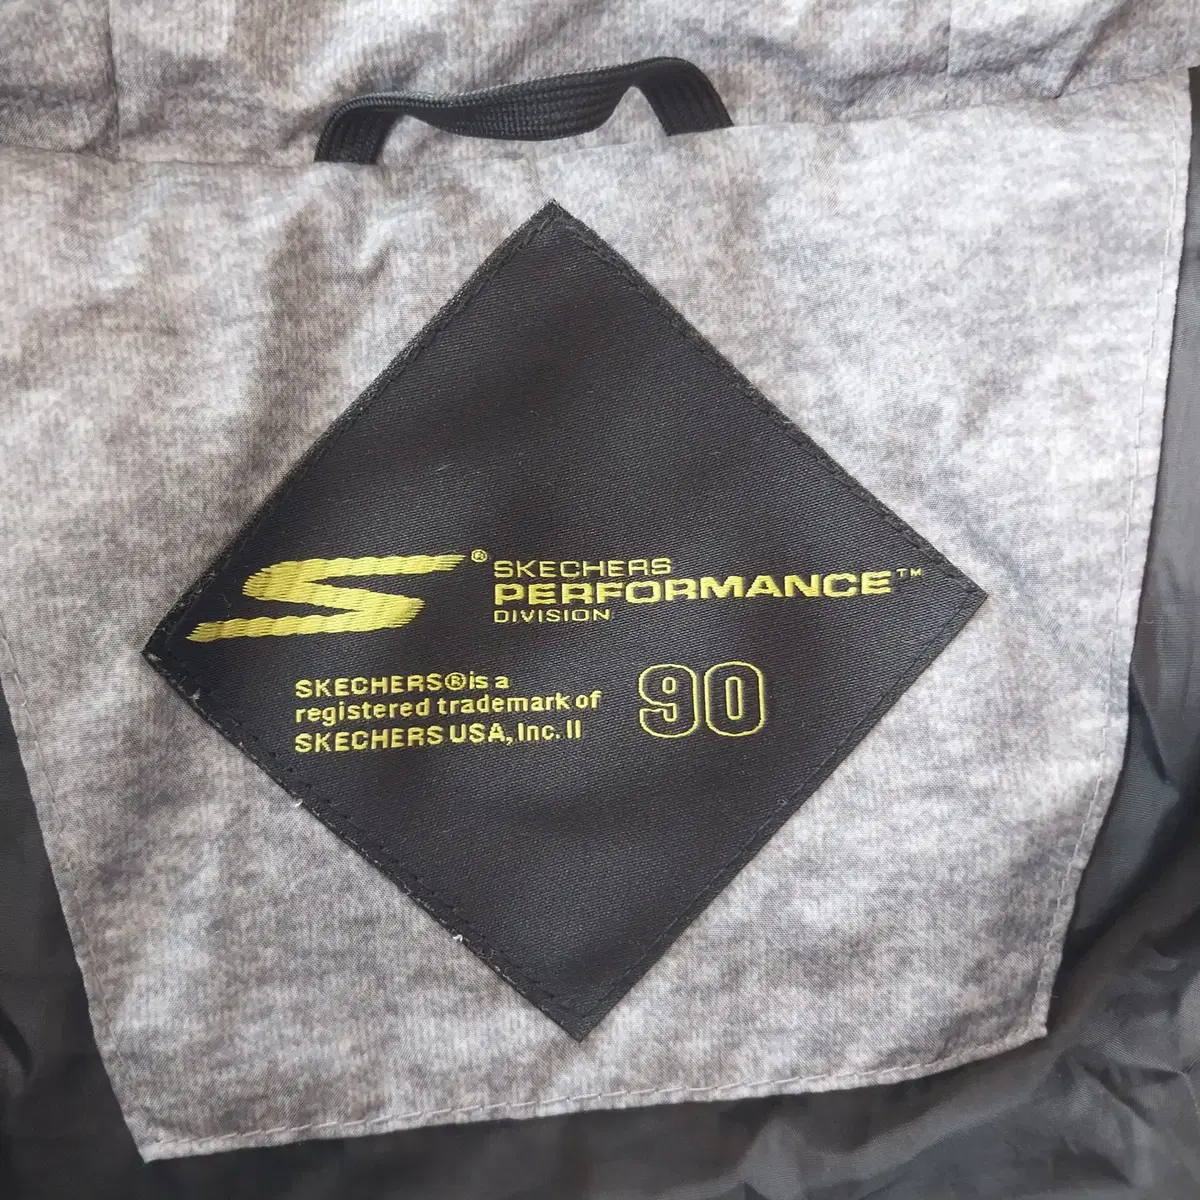 S® SKECHERS
PERFORMANCE™
DIVISION
SKECHERS® is a
registered trademark of
SKECHERS USA, Inc. II
90